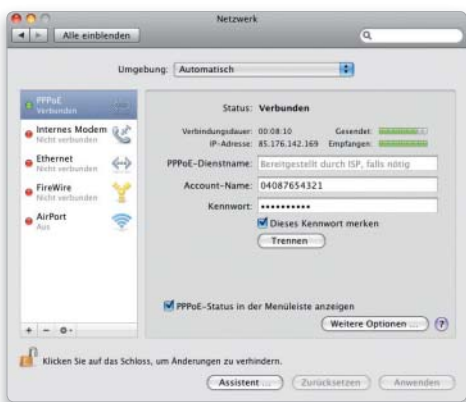 Netzwerk
Alle einblenden
Umgebung: Automatisch
PPPoE
Verbunden
Internes Modem
Nicht verbunden
Ethernet
Nicht verbunden
FireWire
Nicht verbunden
AirPort
Aus
Status: Verbunden
Verbindungsdauer: 00:08:10 Gesendet:
IP-Adresse: 85.176.142.169 Empfangen:
PPPoE-Dienstname: Bereitgestellt durch ISP, falls nötig
Account-Name: 04087654321
Kennwort: ••••••••••
Dieses Kennwort merken
Trennen
PPPoE-Status in der Menüleiste anzeigen
Weitere Optionen ... ?
Klicken Sie auf das Schloss, um Änderungen zu verhindern.
Assistent ... Zurücksetzen Anwenden